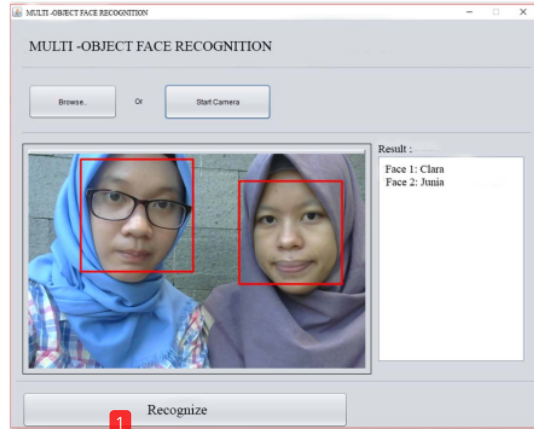 MULTI -OBJECT FACE RECOGNITION
MULTI -OBJECT FACE RECOGNITION
Browse..
Or
Start Camera
Result :
Face 1: Clara
Face 2: Junia
Recognize
1